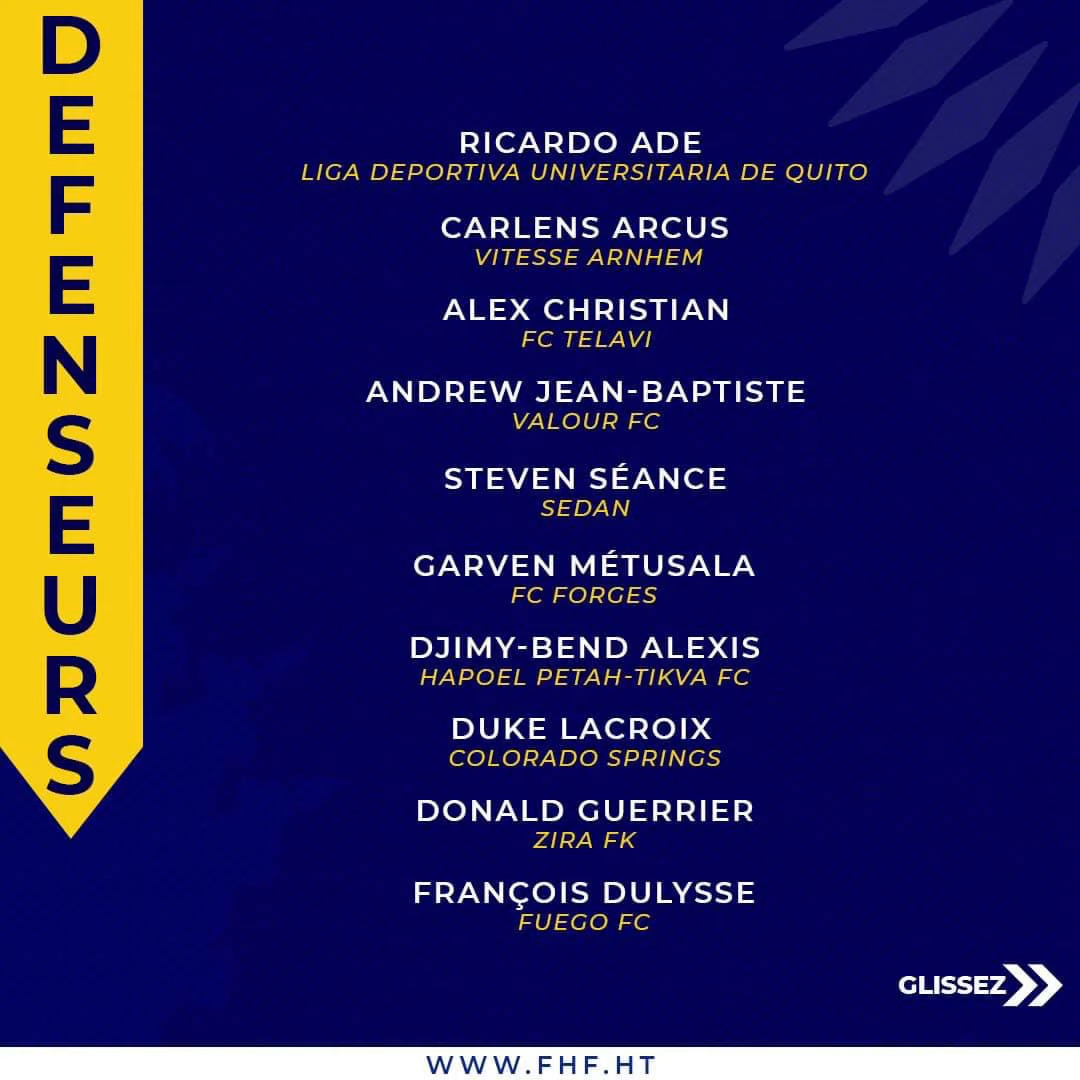 DEFENSEURS
RICARDO ADE
LIGA DEPORTIVA UNIVERSITARIA DE QUITO
CARLENS ARCUS
VITESSE ARNHEM
ALEX CHRISTIAN
FC TELAVI
ANDREW JEAN-BAPTISTE
VALOUR FC
STEVEN SÉANCE
SEDAN
GARVEN MÉTUSALA
FC FORGES
DJIMY-BEND ALEXIS
HAPOEL PETAH-TIKVA FC
DUKE LACROIX
COLORADO SPRINGS
DONALD GUERRIER
ZIRA FK
FRANÇOIS DULYSSE
FUEGO FC
GLISSEZ
WWW.FHF.HT